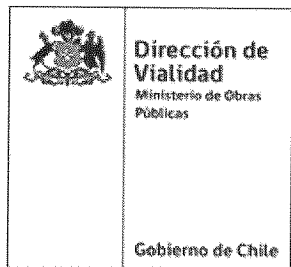 Dirección de
Vialidad
Ministerio de Obras
Públicas
Gobierno de Chile